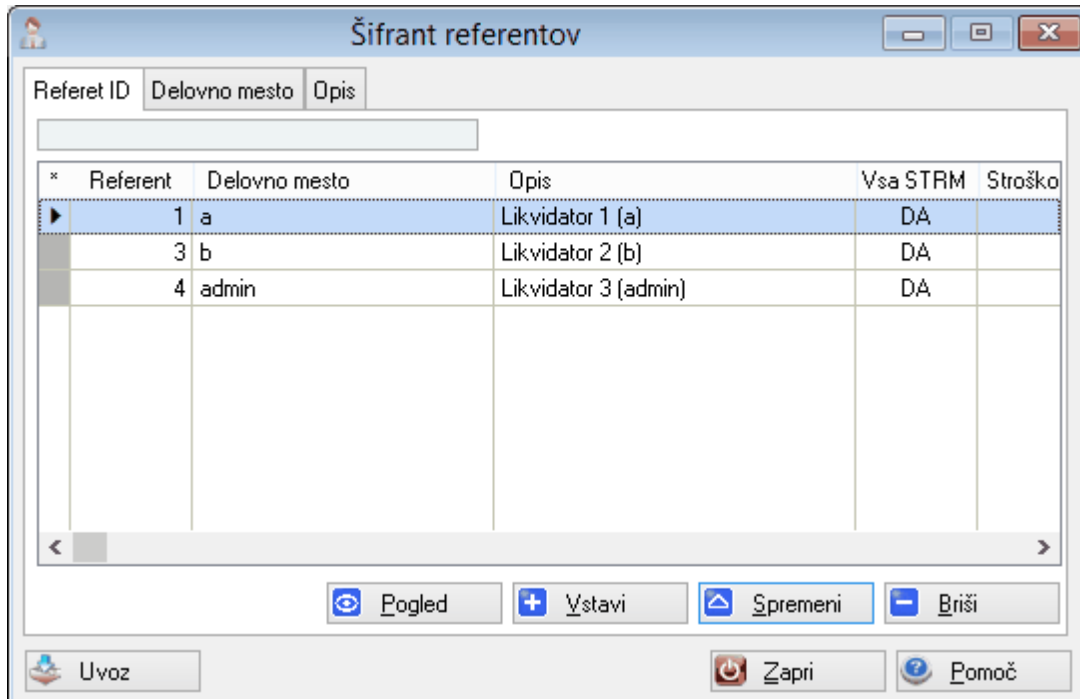 Šifrant referentov
Referet ID Delovno mesto Opis
* Referent Delovno mesto Opis Vsa STRM Stroško
1 a Likvidator 1 (a) DA
3 b Likvidator 2 (b) DA
4 admin Likvidator 3 (admin) DA
Pogled Vstavi Spremeni Briši
Uvoz Zapri Pomoč